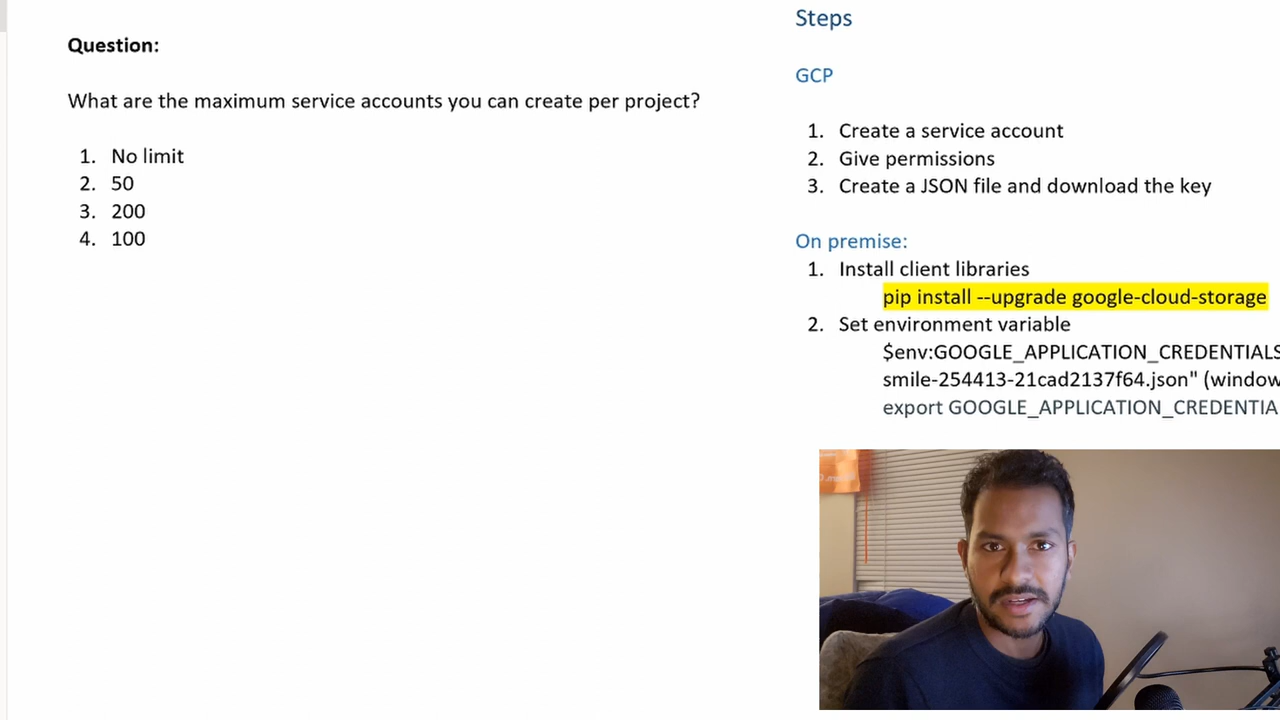 Question:
What are the maximum service accounts you can create per project?
1. No limit
2. 50
3. 200
4. 100
Steps
GCP
1. Create a service account
2. Give permissions
3. Create a JSON file and download the key
On premise:
1. Install client libraries
pip install --upgrade google-cloud-storage
2. Set environment variable
$env:GOOGLE_APPLICATION_CREDENTIALS
smile-254413-21cad2137f64.json" (window
export GOOGLE_APPLICATION_CREDENTIA